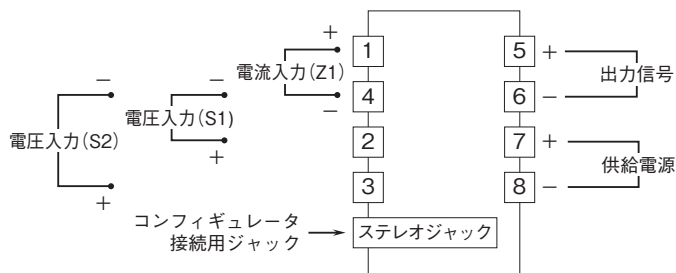 +
1
電流入力(Z1)
4
−
−
電圧入力(S1)
+
−
電圧入力(S2)
+
2
3
5
+
出力信号
6
−
7
+
供給電源
8
−
コンフィギュレータ
接続用ジャック
ステレオジャック